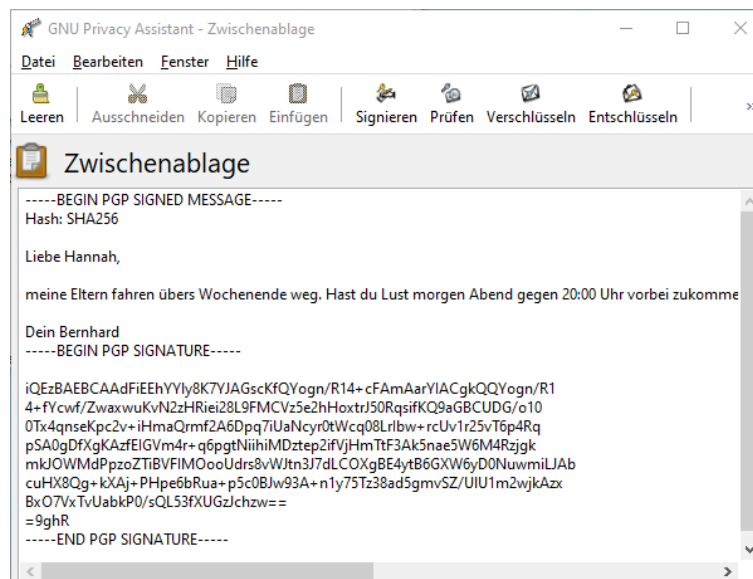 GNU Privacy Assistant - Zwischenablage
Datei Bearbeiten Fenster Hilfe
Leeren Ausschneiden Kopieren Einfügen Signieren Prüfen Verschlüsseln Entschlüsseln »
Zwischenablage
-----BEGIN PGP SIGNED MESSAGE-----
Hash: SHA256
Liebe Hannah,
meine Eltern fahren übers Wochenende weg. Hast du Lust morgen Abend gegen 20:00 Uhr vorbei zukomme
Dein Bernhard
-----BEGIN PGP SIGNATURE-----
iQEzBAEBCAAdFiEEhYYIy8K7YJAGscKfQYogn/R14+cFAmAarYIACgkQQYogn/R1
4+fYcwf/ZwaxwuKvN2zHRiei28L9FMCVz5e2hHoxtrJ50RqsifKQ9aGBCUDG/o10
0Tx4qnseKpc2v+iHmaQrmf2A6Dpq7iUaNcyr0tWcq08LrIbw+rcUv1r25vT6p4Rq
pSA0gDfXgKAzfEIGVm4r+q6pgtNiihiMDztep2ifVjHmTtF3Ak5nae5W6M4Rzjgk
mkJOWMdPpzoZTiBVFIMOooUdrs8vWJtn3J7dLCOXgBE4ytB6GXW6yD0NuwmiLJAb
cuHX8Qg+kXAj+PHpe6bRua+p5c0BJw93A+n1y75Tz38ad5gmvSZ/UIU1m2wjkAzx
BxO7VxTvUabkP0/sQL53fXUGzJchzw==
=9ghR
-----END PGP SIGNATURE-----